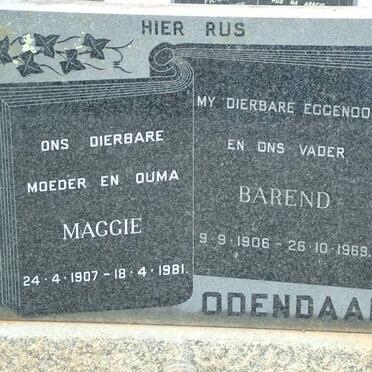 HIER RUS
ONS DIERBARE
MOEDER EN OUMA
MAGGIE
24-4-1907-18-4-1981.
MY DIERBARE EGGENOO
EN ONS VADER
BAREND
9-9-1906-26-10-1969.
ODENDAA